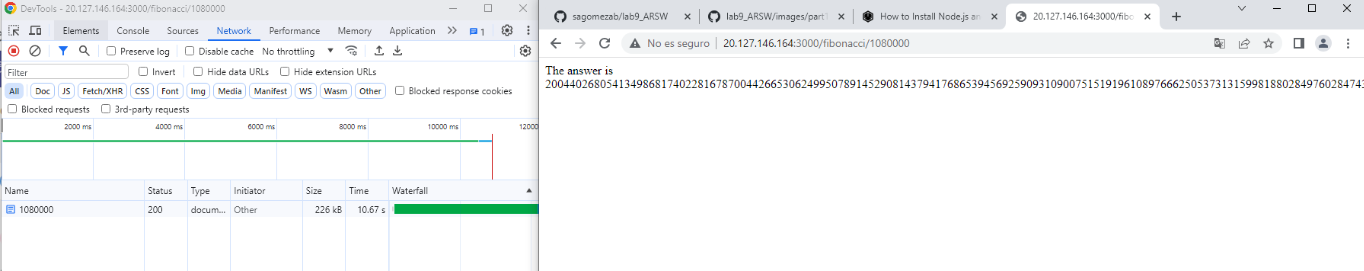 DevTools - 20.127.146.164:3000/fibonacci/1080000
Elements Console Sources Network Performance Memory Application 1
Preserve log Disable cache No throttling
Filter Invert Hide data URLs Hide extension URLs
All Doc JS Fetch/XHR CSS Font Img Media Manifest WS Wasm Other Blocked response cookies
Blocked requests 3rd-party requests
2000 ms 4000 ms 6000 ms 8000 ms 10000 ms 12000
Name Status Type Initiator Size Time Waterfall
1080000 200 docum... Other 226 kB 10.67 s
sagomezab/lab9_ARSW lab9_ARSW/images/part1 How to Install Node.js an 20.127.146.164:3000/fibo
No es seguro 20.127.146.164:3000/fibonacci/1080000
The answer is